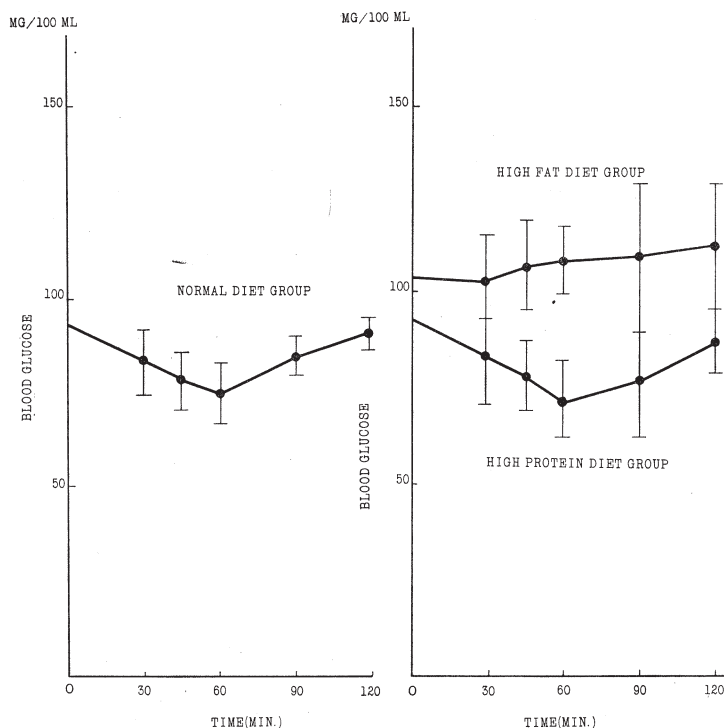 MG/100 ML
150
100
50
BLOOD GLUCOSE
NORMAL DIET GROUP
0 30 60 90 120
TIME(MIN.)
MG/100 ML
150
100
50
BLOOD GLUCOSE
HIGH FAT DIET GROUP
HIGH PROTEIN DIET GROUP
0 30 60 90 120
TIME(MIN.)